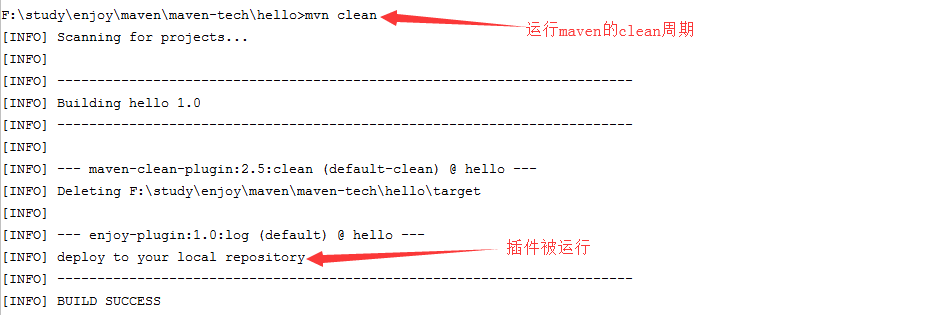 F:\study\enjoy\maven\maven-tech\hello>mvn clean
运行maven的clean周期
[INFO] Scanning for projects...
[INFO]
[INFO] ------------------------------------------------------------------------
[INFO] Building hello 1.0
[INFO] ------------------------------------------------------------------------
[INFO]
[INFO] --- maven-clean-plugin:2.5:clean (default-clean) @ hello ---
[INFO] Deleting F:\study\enjoy\maven\maven-tech\hello\target
[INFO]
[INFO] --- enjoy-plugin:1.0:log (default) @ hello ---
插件被运行
[INFO] deploy to your local repository
[INFO] ------------------------------------------------------------------------
[INFO] BUILD SUCCESS